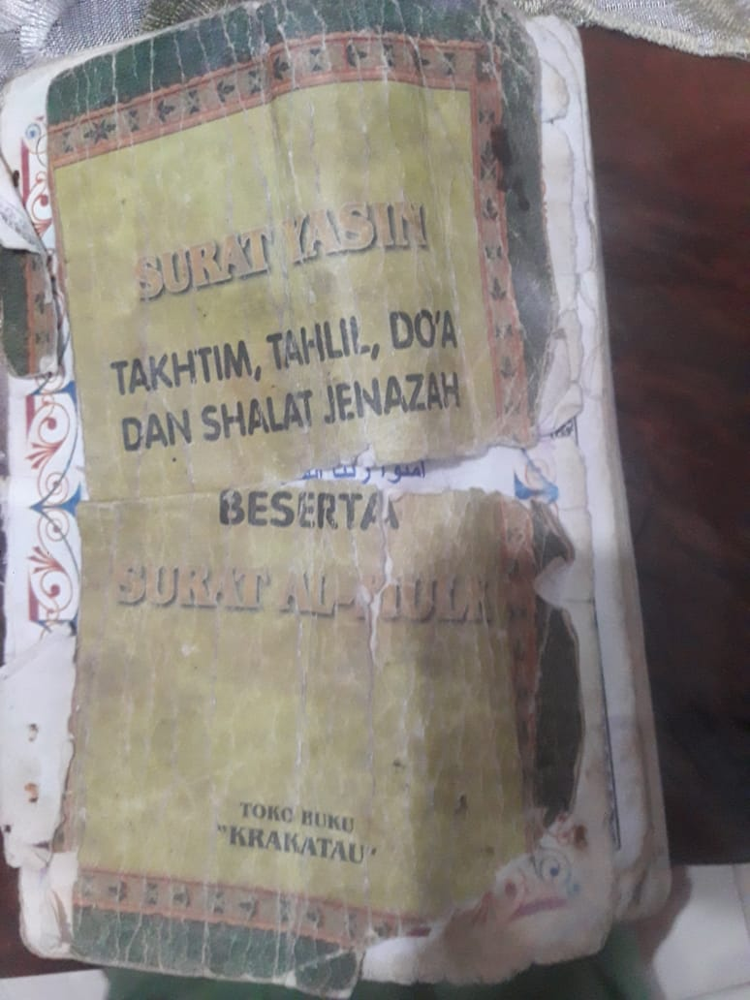 SURAT YASIN
TAKHTIM, TAHLIL, DO'A
DAN SHALAT JENAZAH
BESERTA
SURAT AL-MULK
TOKO BUKU
"KRAKATAU"